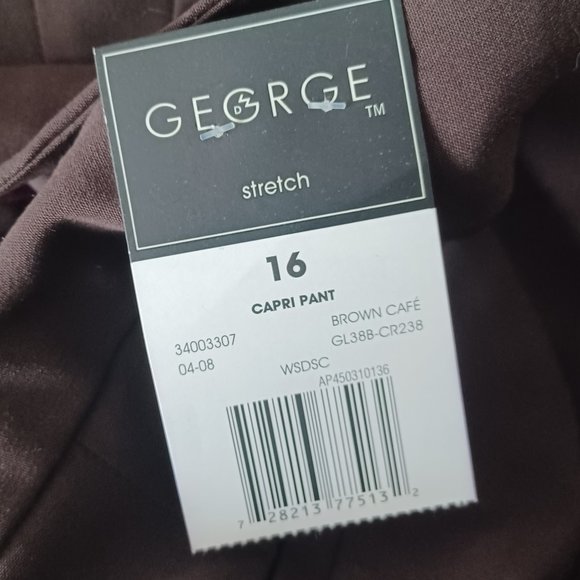 GEORGE™
stretch
16
CAPRI PANT
34003307 BROWN CAFÉ
04-08 GL38B-CR238
WSDSC
AP450310136
7 28213 77513 2